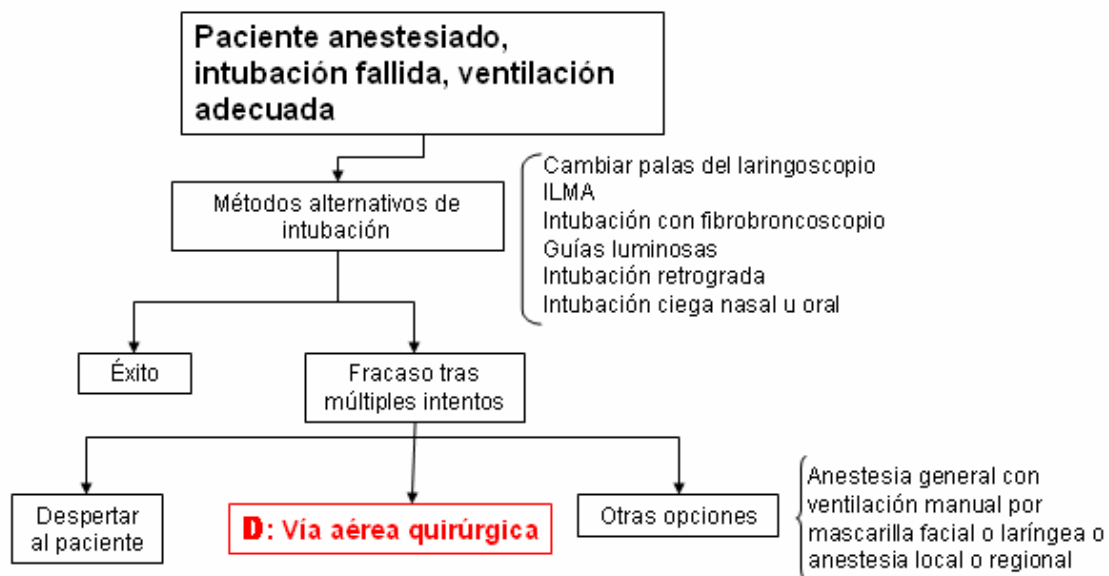 Paciente anestesiado,
intubación fallida, ventilación
adecuada
Métodos alternativos de
intubación
Cambiar palas del laringoscopio
ILMA
Intubación con fibrobroncoscopio
Guías luminosas
Intubación retrograda
Intubación ciega nasal u oral
Éxito
Fracaso tras
múltiples intentos
Despertar
al paciente
D: Vía aérea quirúrgica
Otras opciones
Anestesia general con
ventilación manual por
mascarilla facial o laríngea o
anestesia local o regional